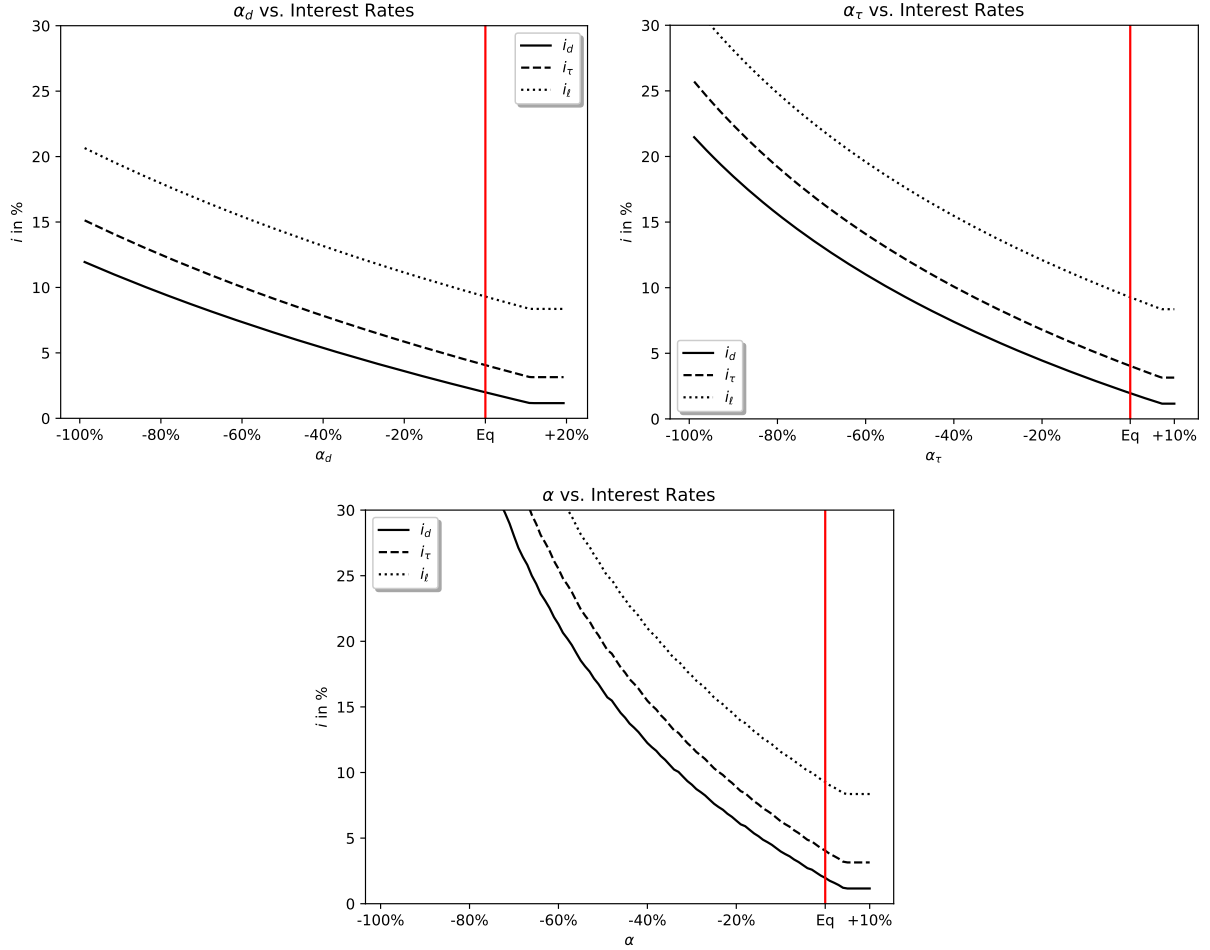 α_d vs. Interest Rates
30
25
20
15
10
5
0
i in %
i_d
i_τ
i_ℓ
-100% -80% -60% -40% -20% Eq +20%
α_d
α_τ vs. Interest Rates
30
25
20
15
10
5
0
i in %
i_d
i_τ
i_ℓ
-100% -80% -60% -40% -20% Eq +10%
α_τ
α vs. Interest Rates
30
25
20
15
10
5
0
i in %
i_d
i_τ
i_ℓ
-100% -80% -60% -40% -20% Eq +10%
α